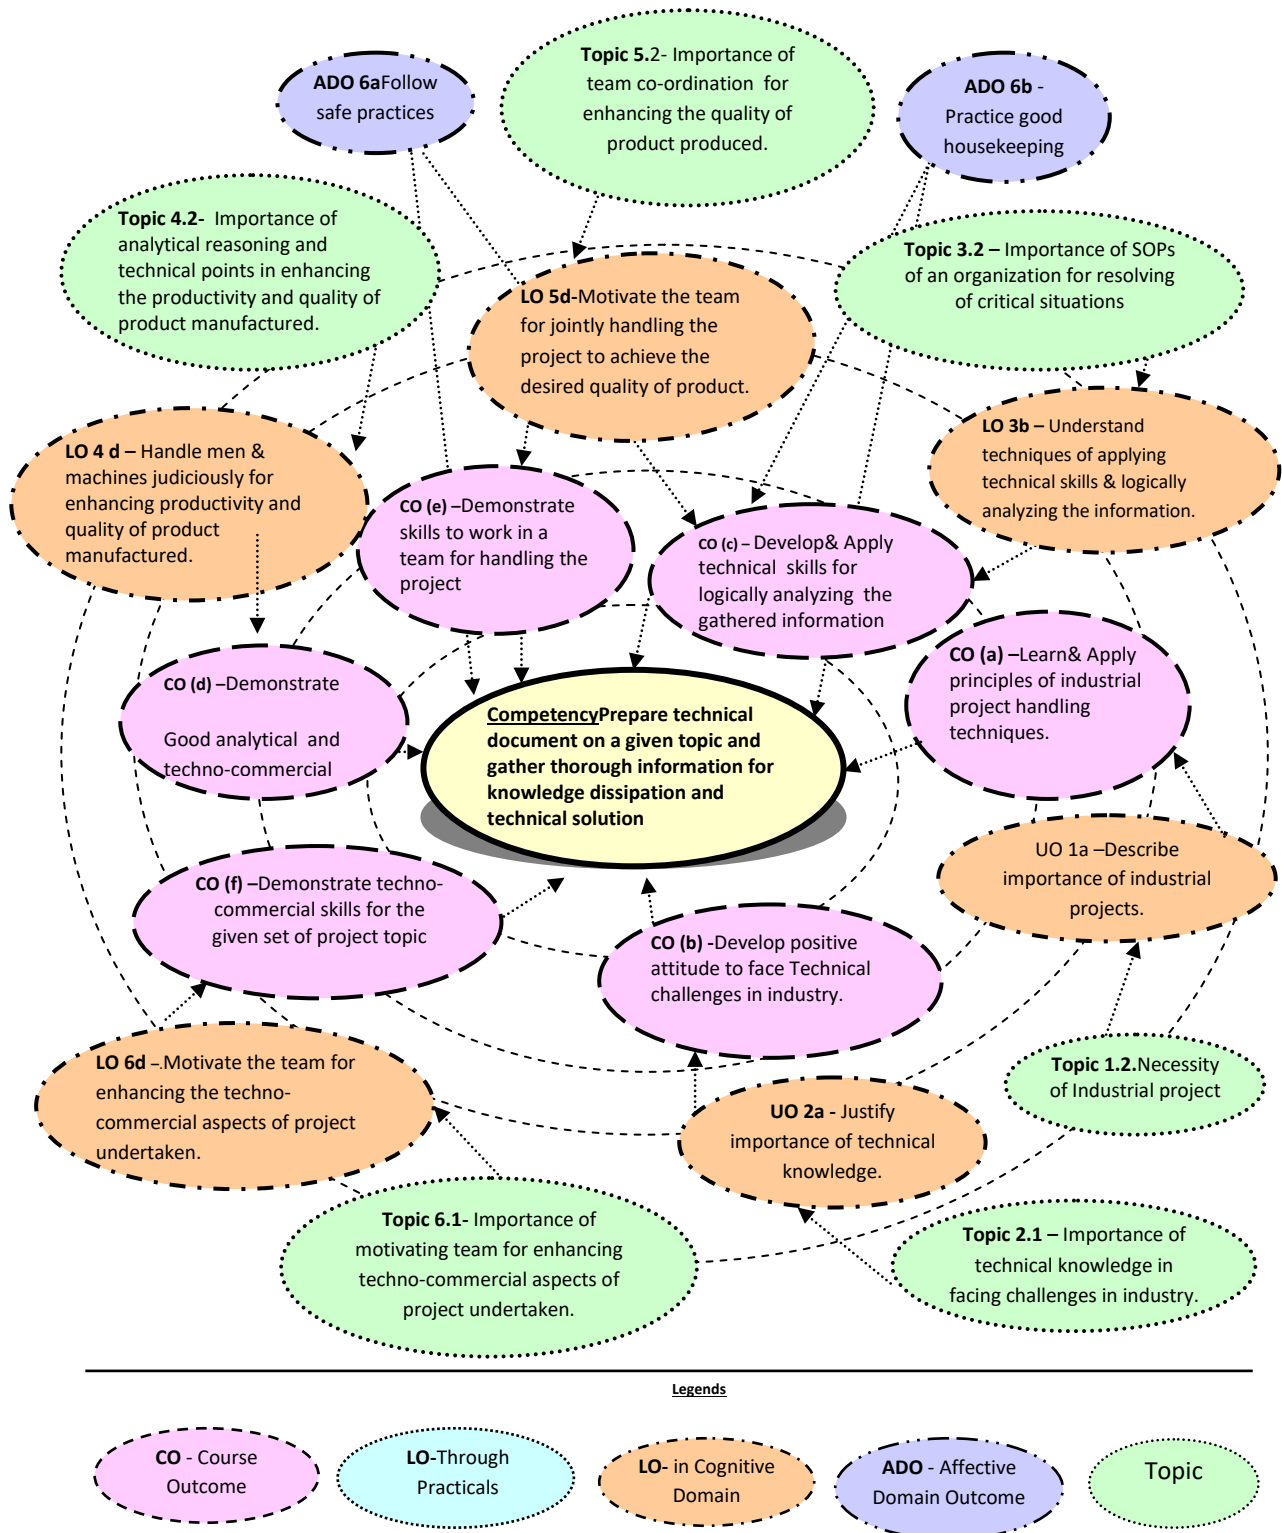 ADO 6aFollow
safe practices
Topic 5.2- Importance of
team co-ordination for
enhancing the quality of
product produced.
ADO 6b -
Practice good
housekeeping
Topic 4.2- Importance of
analytical reasoning and
technical points in enhancing
the productivity and quality of
product manufactured.
Topic 3.2 – Importance of SOPs
of an organization for resolving
of critical situations
LO 5d-Motivate the team
for jointly handling the
project to achieve the
desired quality of product.
LO 4 d – Handle men &
machines judiciously for
enhancing productivity and
quality of product
manufactured.
LO 3b – Understand
techniques of applying
technical skills & logically
analyzing the information.
CO (e) –Demonstrate
skills to work in a
team for handling the
project
CO (c) – Develop& Apply
technical skills for
logically analyzing the
gathered information
CO (d) –Demonstrate
Good analytical and
techno-commercial
CO (a) –Learn& Apply
principles of industrial
project handling
techniques.
CompetencyPrepare technical
document on a given topic and
gather thorough information for
knowledge dissipation and
technical solution
UO 1a –Describe
importance of industrial
projects.
CO (f) –Demonstrate techno-
commercial skills for the
given set of project topic
CO (b) -Develop positive
attitude to face Technical
challenges in industry.
LO 6d –.Motivate the team for
enhancing the techno-
commercial aspects of project
undertaken.
Topic 1.2.Necessity
of Industrial project
UO 2a - Justify
importance of technical
knowledge.
Topic 6.1- Importance of
motivating team for enhancing
techno-commercial aspects of
project undertaken.
Topic 2.1 – Importance of
technical knowledge in
facing challenges in industry.
Legends
CO - Course
Outcome
LO-Through
Practicals
LO- in Cognitive
Domain
ADO - Affective
Domain Outcome
Topic